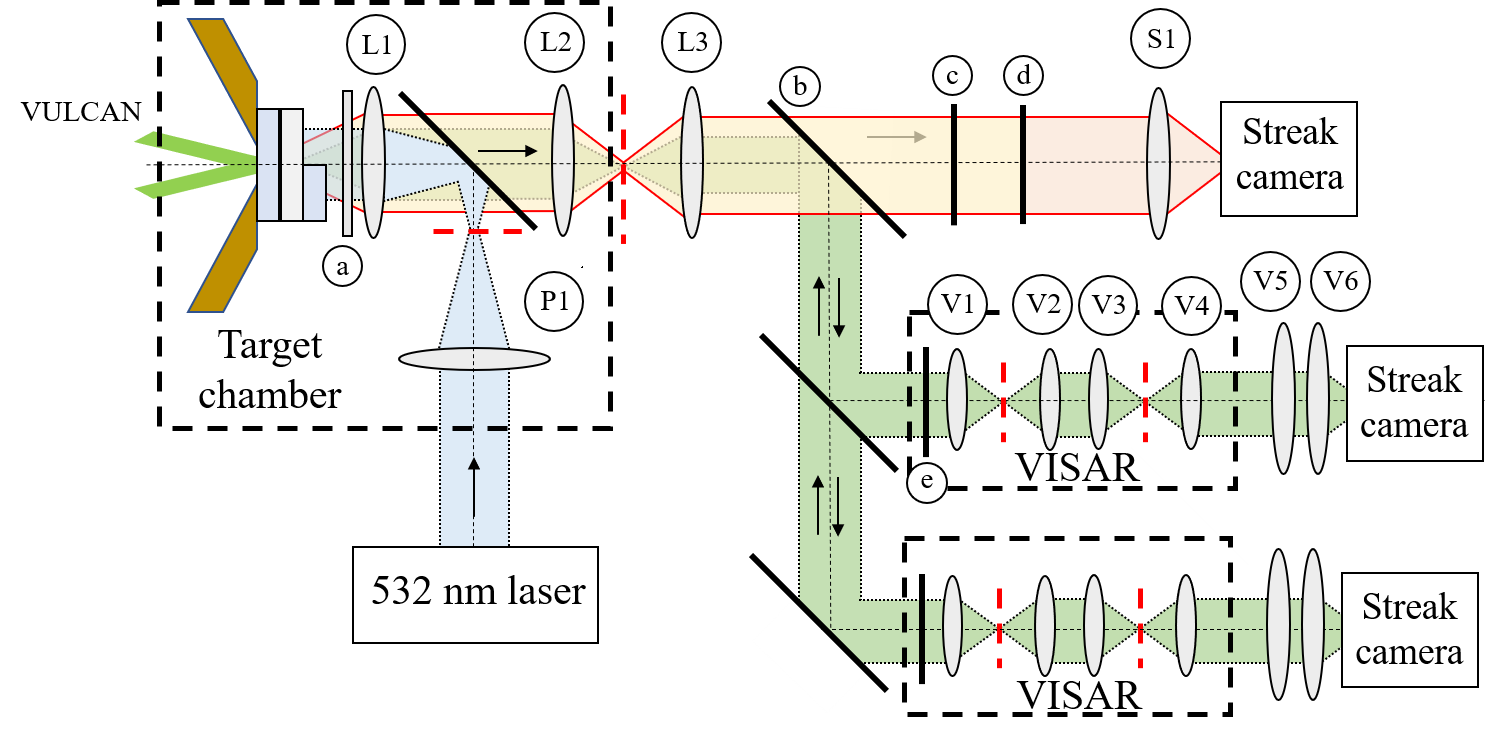 L1
L2
L3
S1
b
c
d
VULCAN
Streak
camera
a
P1
Target
chamber
V1
V2
V3
V4
V5
V6
Streak
camera
VISAR
e
532 nm laser
Streak
camera
VISAR